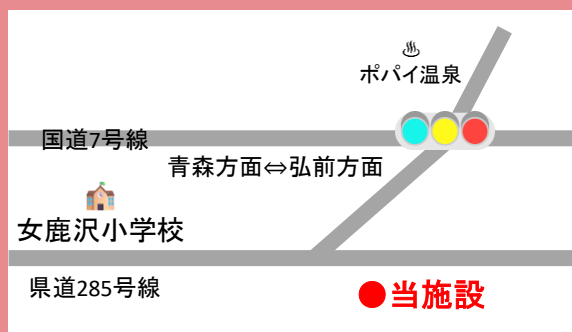 ♨
ポパイ温泉
国道7号線
青森方面⇔弘前方面
女鹿沢小学校
県道285号線
●当施設